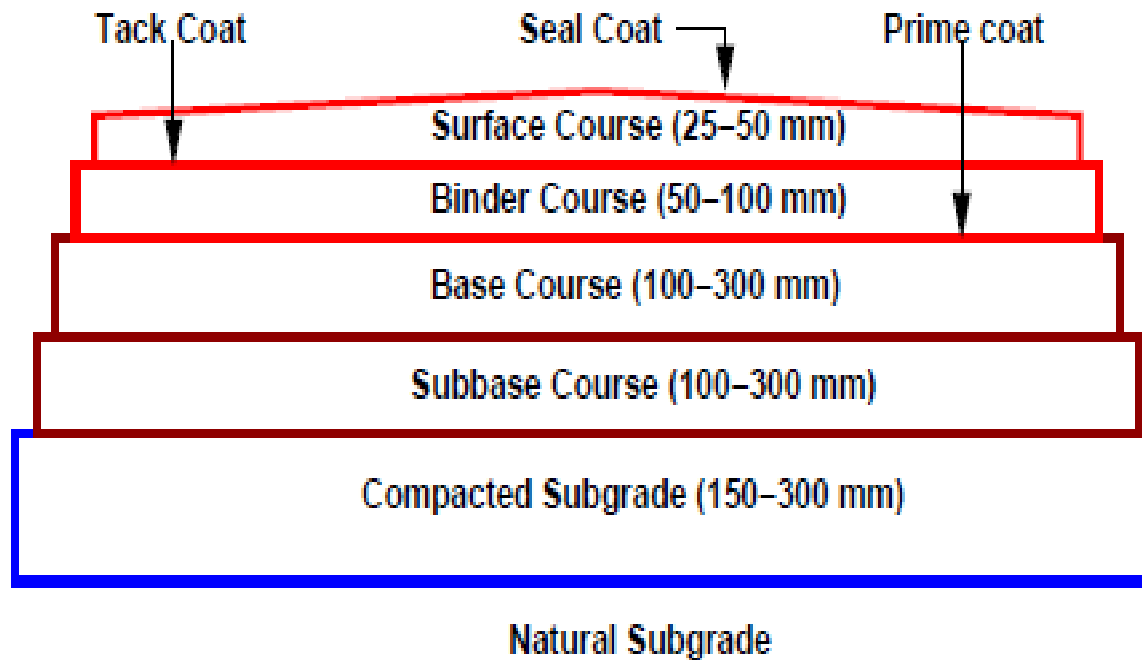 Tack Coat
Seal Coat
Prime coat
Surface Course (25–50 mm)
Binder Course (50–100 mm)
Base Course (100–300 mm)
Subbase Course (100–300 mm)
Compacted Subgrade (150–300 mm)
Natural Subgrade